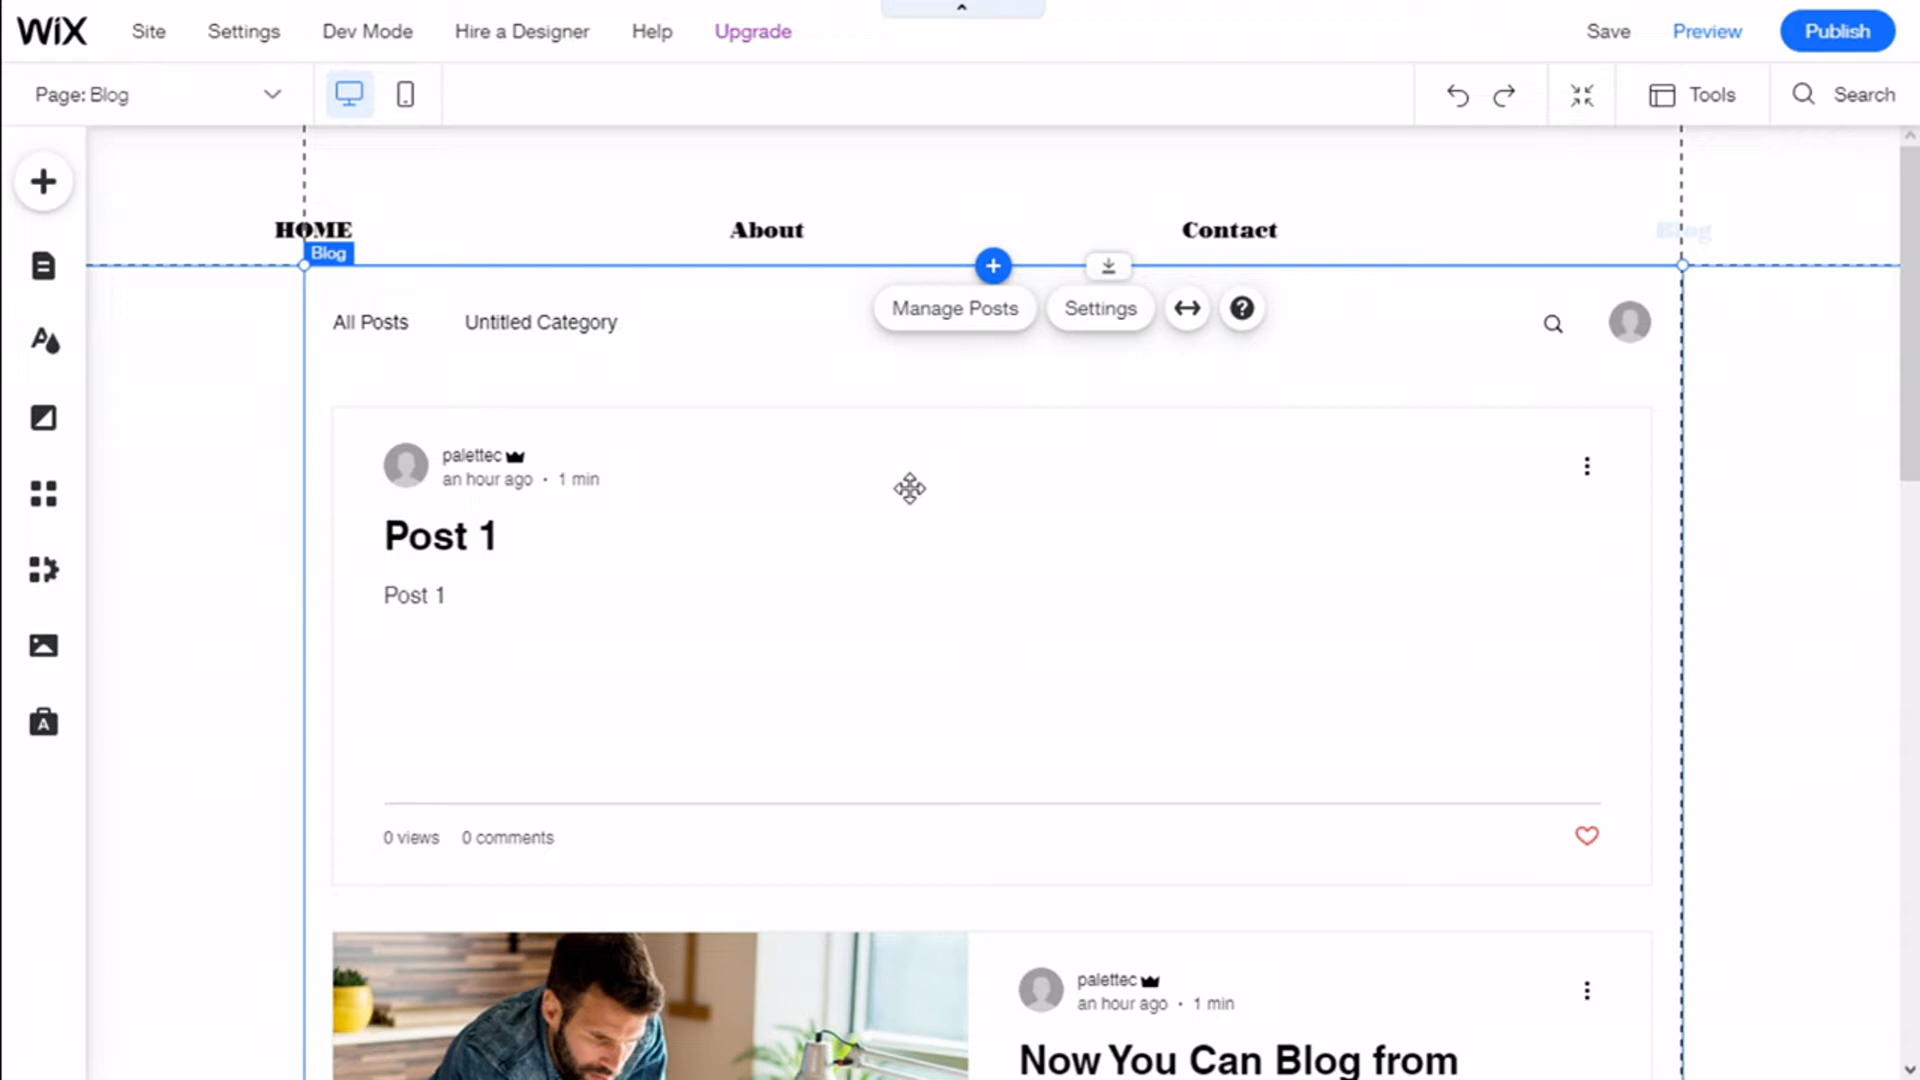 WiX Site Settings Dev Mode Hire a Designer Help Upgrade Save Preview Publish
Page: Blog Tools Search
HOME About Contact Blog
Blog
All Posts Untitled Category Manage Posts Settings ?
palettec
an hour ago · 1 min
Post 1
Post 1
0 views 0 comments
palettec
an hour ago · 1 min
Now You Can Blog from